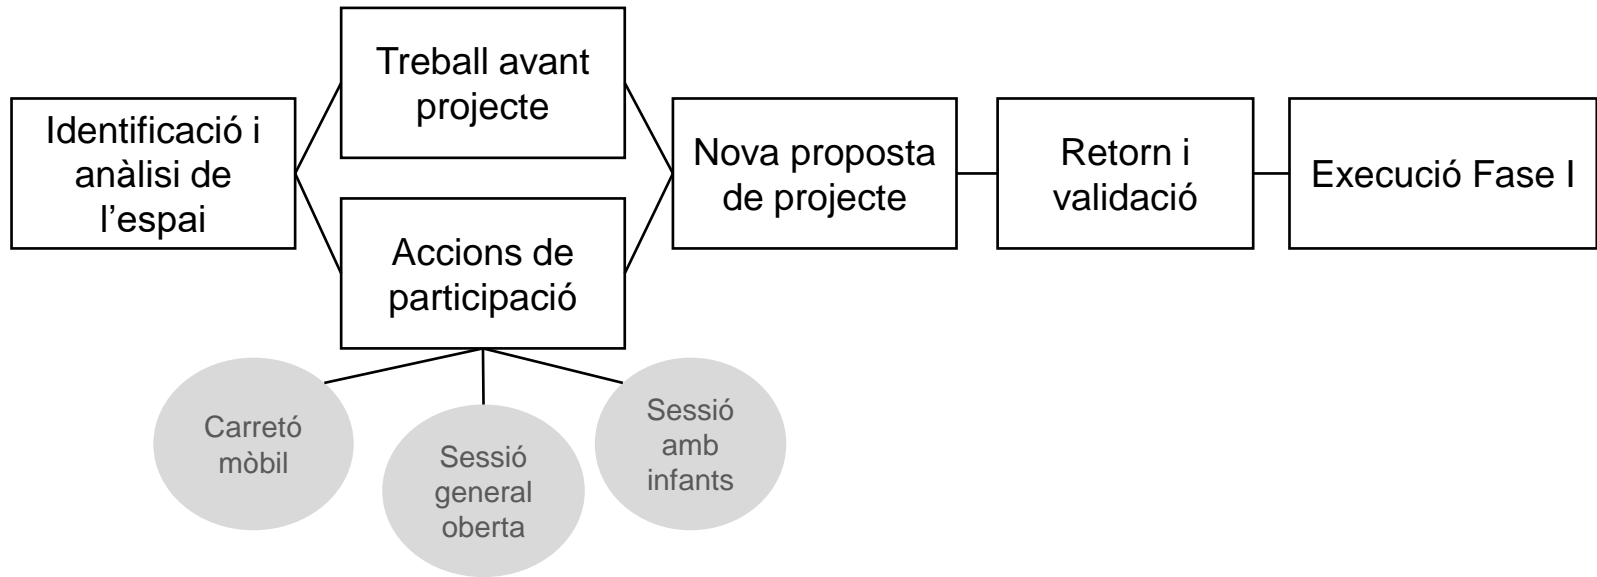 Identificació i
anàlisi de
l’espai
Treball avant
projecte
Accions de
participació
Nova proposta
de projecte
Retorn i
validació
Execució Fase I
Carretó
mòbil
Sessió
general
oberta
Sessió
amb
infants